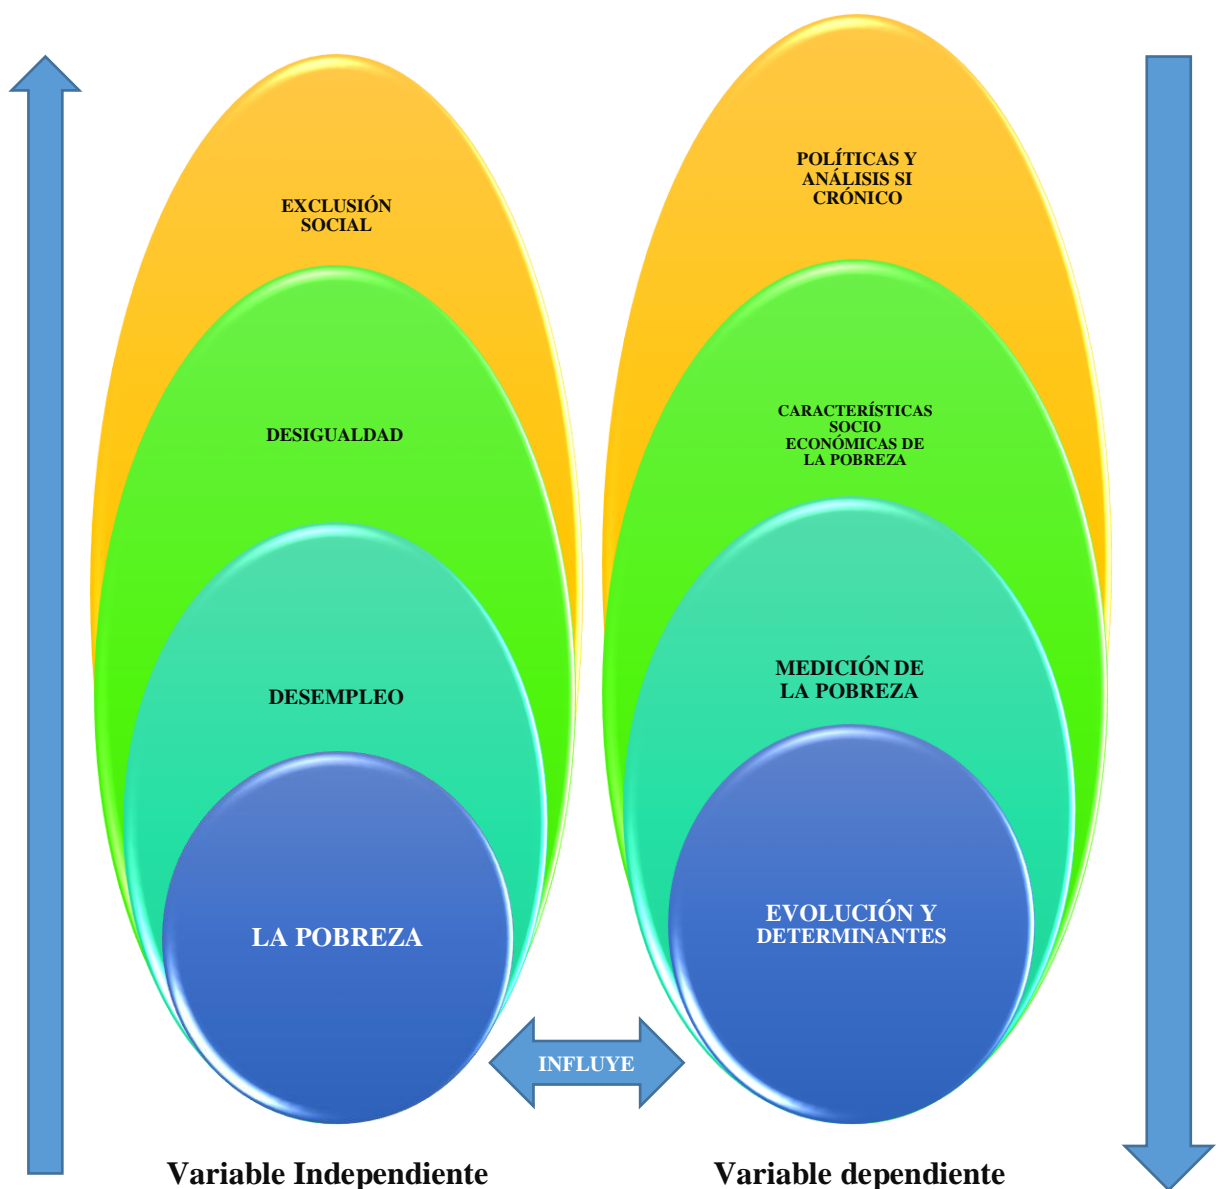 EXCLUSIÓN
SOCIAL
DESIGUALDAD
DESEMPLEO
LA POBREZA
POLÍTICAS Y
ANÁLISIS SI
CRÓNICO
CARACTERÍSTICAS
SOCIO
ECONÓMICAS DE
LA POBREZA
MEDICIÓN DE
LA POBREZA
EVOLUCIÓN Y
DETERMINANTES
INFLUYE
Variable Independiente
Variable dependiente